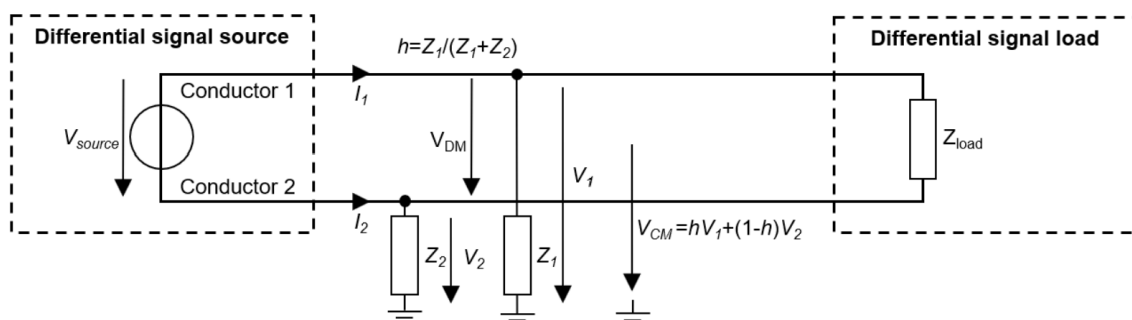 Differential signal source
h=Z1/(Z1+Z2)
Differential signal load
Conductor 1
I1
Vsource
VDM
Zload
V1
Conductor 2
I2
VCM=hV1+(1-h)V2
Z2
V2
Z1